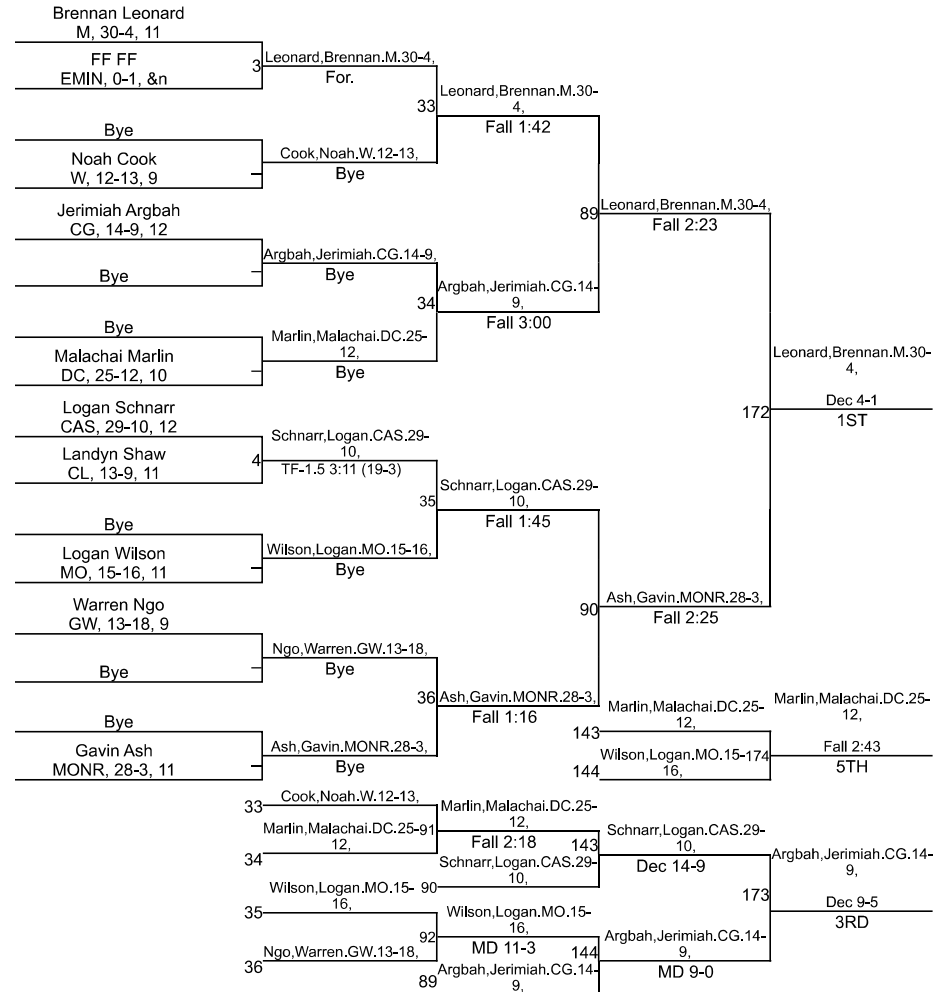 Brennan Leonard
M, 30-4, 11
FF FF
EMIN, 0-1, &n
3
Leonard,Brennan.M.30-4,
For.
33
Leonard,Brennan.M.30-
4,
Fall 1:42
Bye
Noah Cook
W, 12-13, 9
Cook,Noah.W.12-13,
Bye
Jerimiah Argbah
CG, 14-9, 12
89
Leonard,Brennan.M.30-4,
Fall 2:23
Bye
Argbah,Jerimiah.CG.14-9,
Bye
34
Argbah,Jerimiah.CG.14-
9,
Fall 3:00
Bye
Malachai Marlin
DC, 25-12, 10
Marlin,Malachai.DC.25-
12,
Bye
Leonard,Brennan.M.30-
4,
172
Dec 4-1
1ST
Logan Schnarr
CAS, 29-10, 12
Landyn Shaw
CL, 13-9, 11
4
Schnarr,Logan.CAS.29-
10,
TF-1.5 3:11 (19-3)
35
Schnarr,Logan.CAS.29-
10,
Fall 1:45
Bye
Logan Wilson
MO, 15-16, 11
Wilson,Logan.MO.15-16,
Bye
Warren Ngo
GW, 13-18, 9
90
Ash,Gavin.MONR.28-3,
Fall 2:25
Bye
Ngo,Warren.GW.13-18,
Bye
36
Ash,Gavin.MONR.28-3,
Fall 1:16
Bye
Gavin Ash
MONR, 28-3, 11
Ash,Gavin.MONR.28-3,
Bye
143
Marlin,Malachai.DC.25-
12,
144
Wilson,Logan.MO.15-
16,
174
Marlin,Malachai.DC.25-
12,
Fall 2:43
5TH
33
Cook,Noah.W.12-13,
34
Marlin,Malachai.DC.25-
12,
91
Marlin,Malachai.DC.25-
12,
Fall 2:18
90
Schnarr,Logan.CAS.29-
10,
143
Schnarr,Logan.CAS.29-
10,
Dec 14-9
35
Wilson,Logan.MO.15-
16,
36
Ngo,Warren.GW.13-18,
92
Wilson,Logan.MO.15-
16,
MD 11-3
89
Argbah,Jerimiah.CG.14-
9,
144
Argbah,Jerimiah.CG.14-
9,
MD 9-0
173
Argbah,Jerimiah.CG.14-
9,
Dec 9-5
3RD